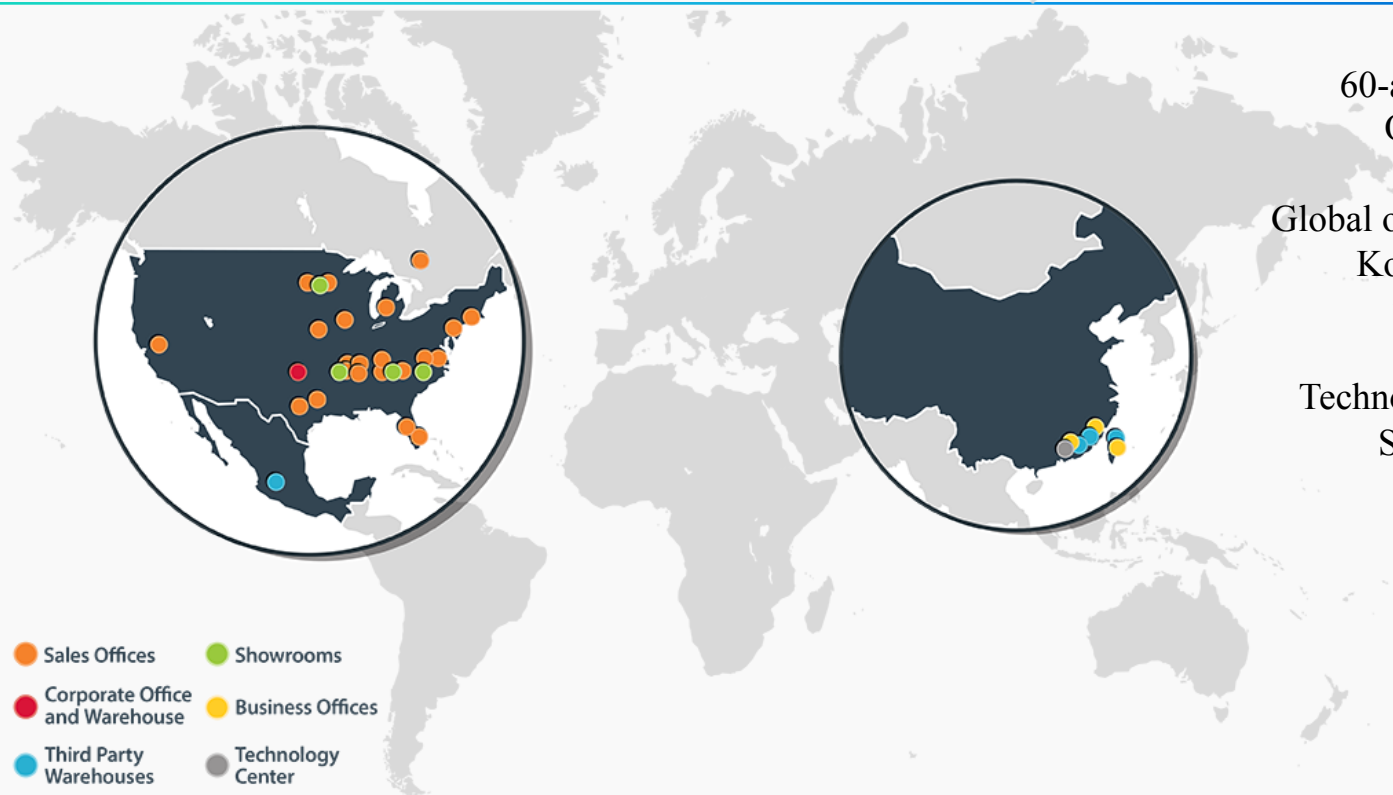 60-a
Global o
Ko
Techno
S
Sales Offices
Showrooms
Corporate Office
and Warehouse
Business Offices
Third Party
Warehouses
Technology
Center